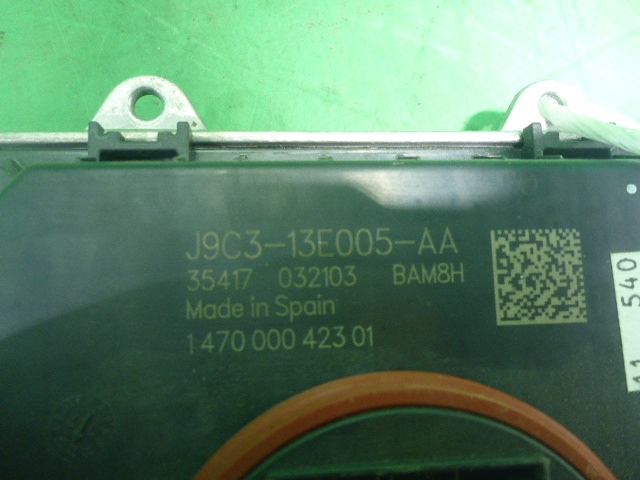 J9C3-13E005-AA
35417 032103 BAM8H
Made in Spain
1 470 000 423 01
540